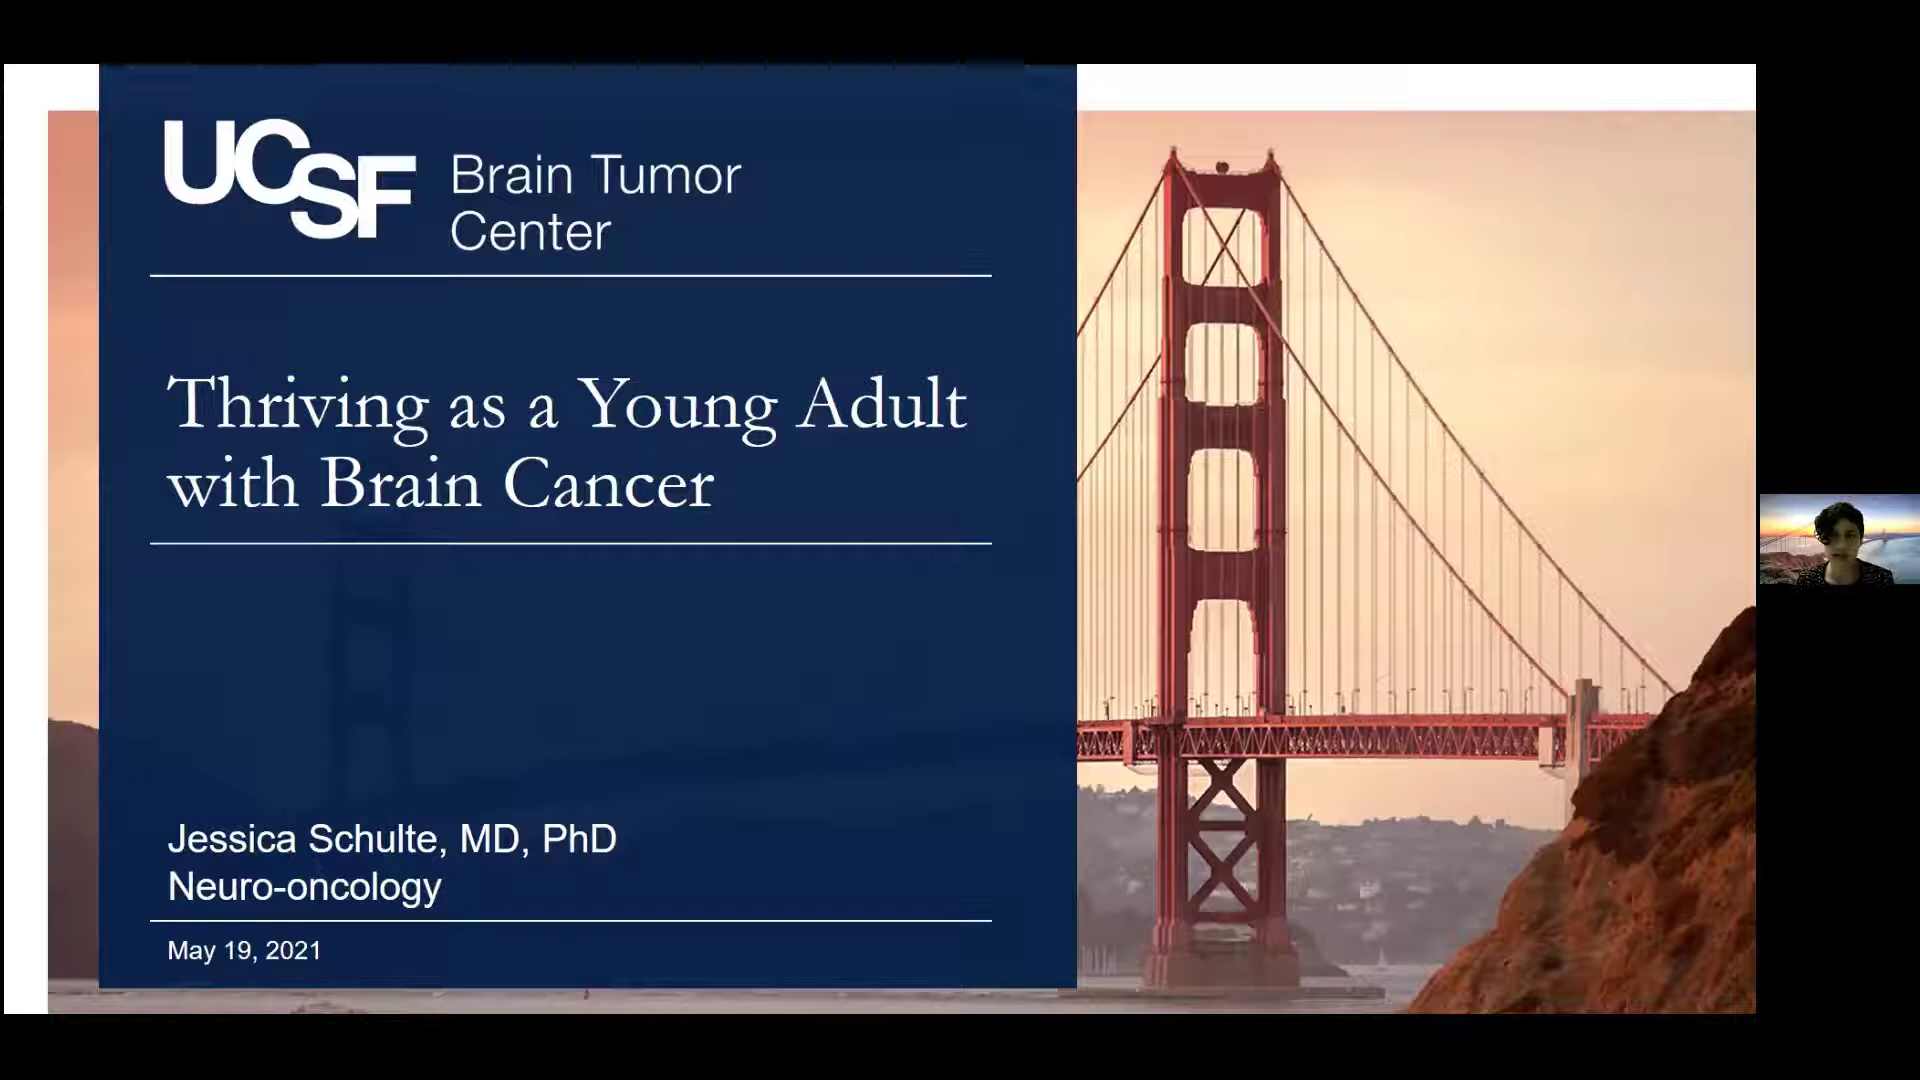 UCSF Brain Tumor
Center
Thriving as a Young Adult
with Brain Cancer
Jessica Schulte, MD, PhD
Neuro-oncology
May 19, 2021